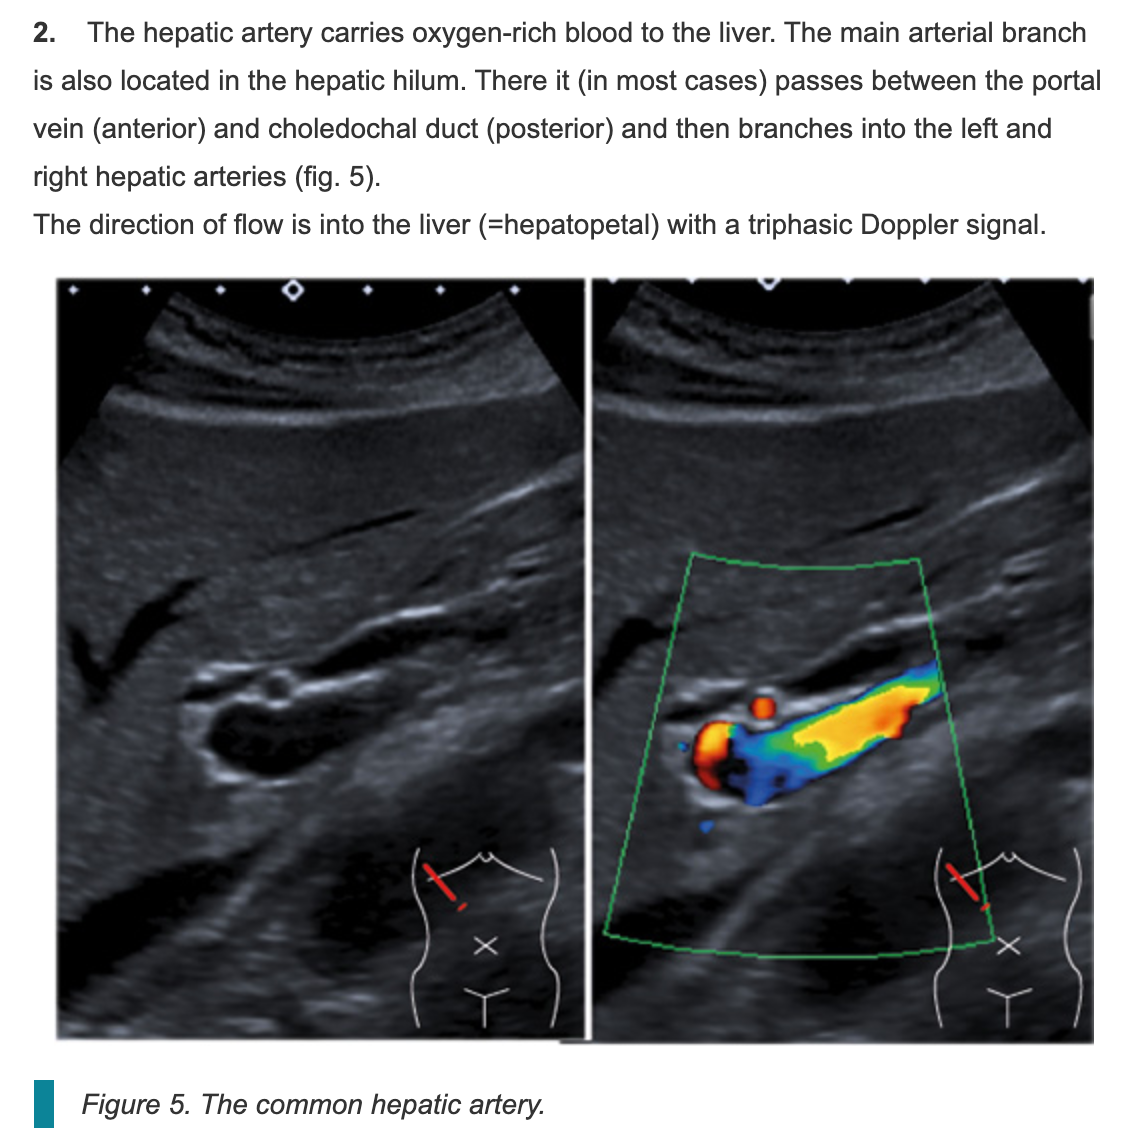 2. The hepatic artery carries oxygen-rich blood to the liver. The main arterial branch
is also located in the hepatic hilum. There it (in most cases) passes between the portal
vein (anterior) and choledochal duct (posterior) and then branches into the left and
right hepatic arteries (fig. 5).
The direction of flow is into the liver (=hepatopetal) with a triphasic Doppler signal.
Figure 5. The common hepatic artery.